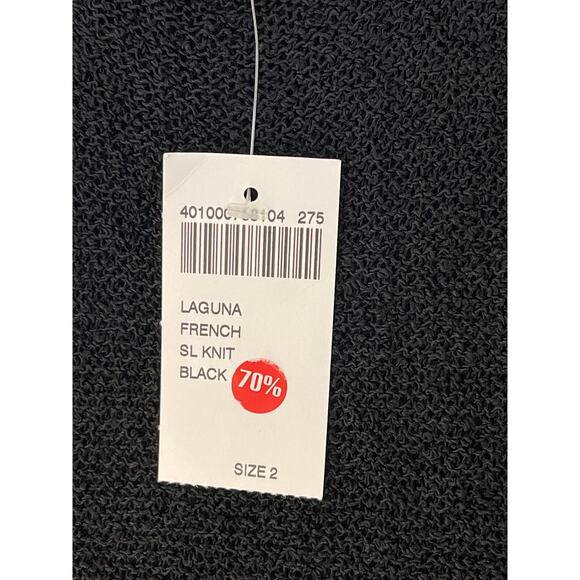 275
LAGUNA
FRENCH
SL KNIT
BLACK
70%
SIZE 2